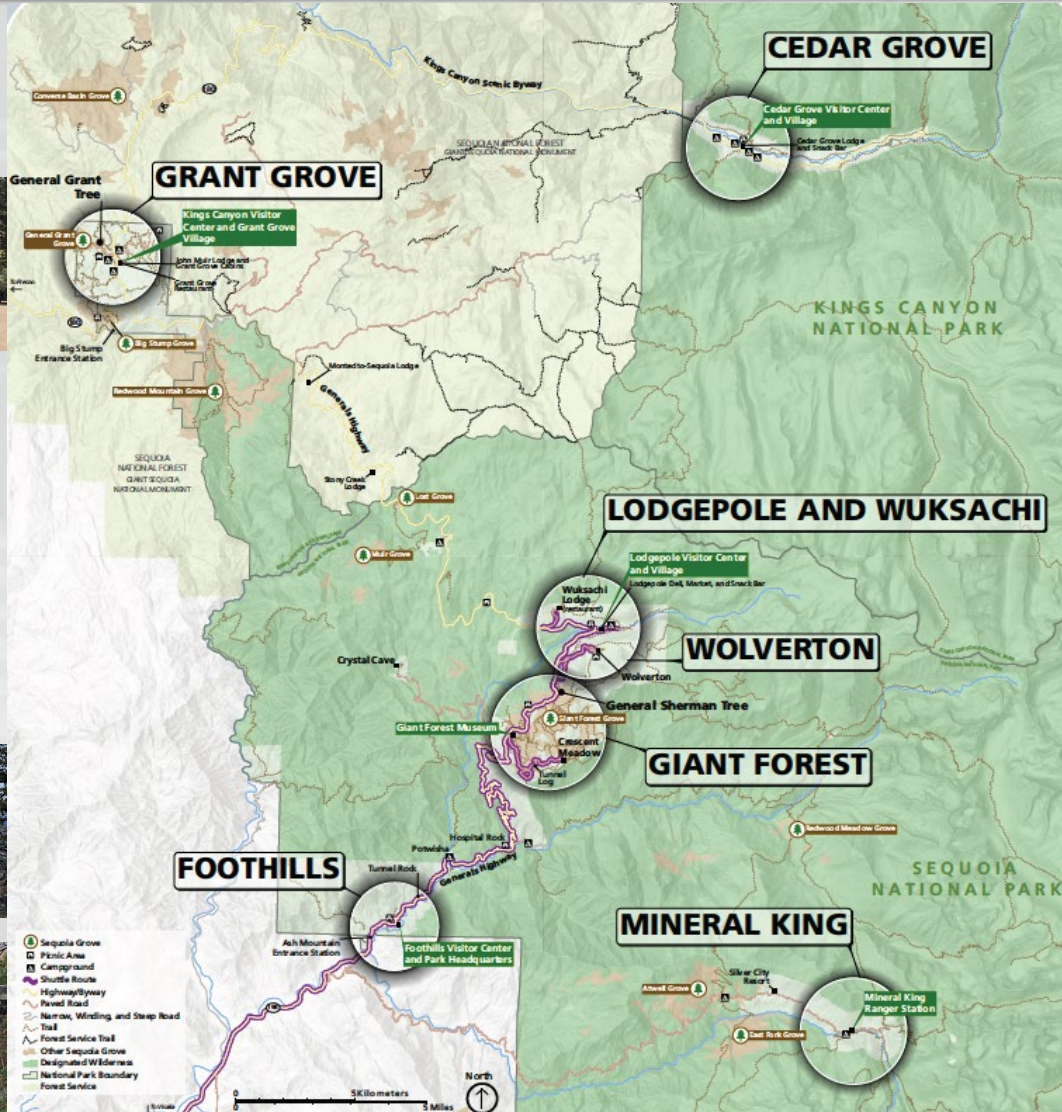 CEDAR GROVE
Kings Canyon Scenic Byway
Converse Basin Grove
180
Cedar Grove Visitor Center
and Village
Cedar Grove Lodge
and Snack Bar
SEQUOIA NATIONAL FOREST
GIANT SEQUOIA NATIONAL MONUMENT
GRANT GROVE
General Grant
Tree
Kings Canyon Visitor
Center and Grant Grove
Village
General Grant
Grove
John Muir Lodge and
Grant Grove Cabins
Grant Grove
Restaurant
To Fresno
180
Big Stump
Entrance Station
Big Stump Grove
KINGS CANYON
NATIONAL PARK
Redwood Mountain Grove
Montecito-Sequoia Lodge
Generals Highway
SEQUOIA
NATIONAL FOREST
GIANT SEQUOIA
NATIONAL MONUMENT
Stony Creek
Lodge
Lost Grove
Muir Grove
LODGEPOLE AND WUKSACHI
Lodgepole Visitor Center
and Village
Lodgepole Deli, Market, and Snack Bar
Wuksachi
Lodge
(restaurant)
WOLVERTON
Wolverton
Crystal Cave
General Sherman Tree
Giant Forest Grove
Giant Forest Museum
Crescent
Meadow
Tunnel
Log
GIANT FOREST
Redwood Meadow Grove
Hospital Rock
Potwisha
Generals Highway
Tunnel Rock
FOOTHILLS
SEQUOIA
NATIONAL PARK
Ash Mountain
Entrance Station
Foothills Visitor Center
and Park Headquarters
MINERAL KING
Silver City
Resort
Atwell Grove
Mineral King
Ranger Station
East Fork Grove
198
Sequoia Grove
Picnic Area
Campground
Shuttle Route
Highway/Byway
Paved Road
Narrow, Winding, and Steep Road
Trail
Forest Service Trail
Other Sequoia Grove
Designated Wilderness
National Park Boundary
Forest Service
To Visalia
0 5 Kilometers
0 5 Miles
North